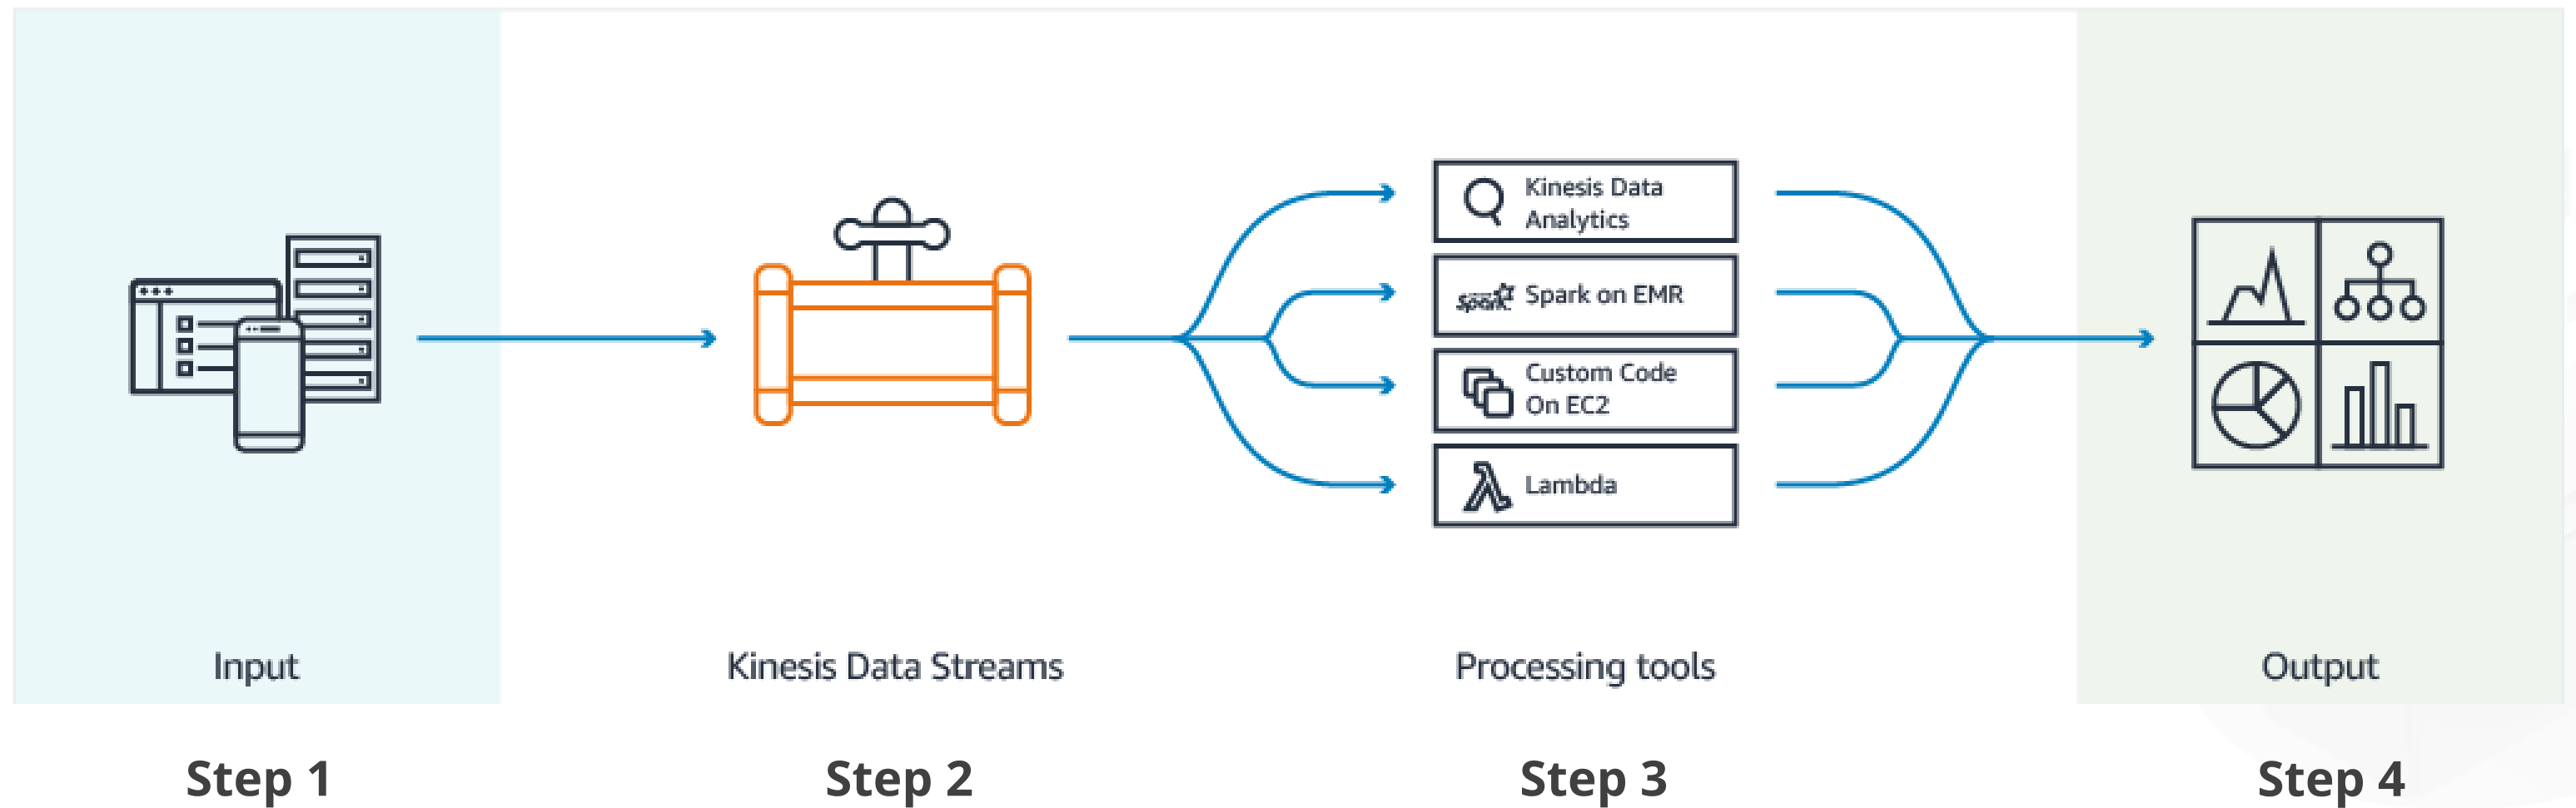 Kinesis Data
Analytics
Spark Spark on EMR
Custom Code
On EC2
Lambda
Input
Kinesis Data Streams
Processing tools
Output
Step 1
Step 2
Step 3
Step 4